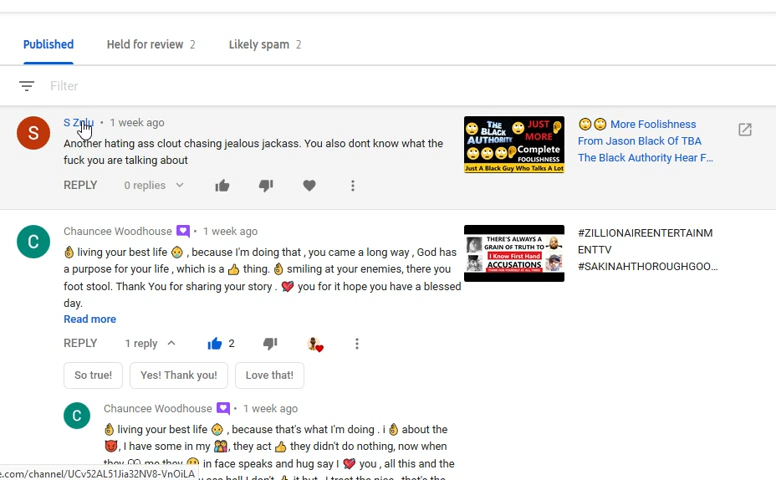 Published
Held for review 2
Likely spam 2
Filter
S
S Zulu • 1 week ago
Another hating ass clout chasing jealous jackass. You also dont know what the
fuck you are talking about
REPLY 0 replies
THE BLACK AUTHORITY
JUST MORE
Complete
FOOLISHNESS
Just A Black Guy Who Talks A Lot
🙄🙄 More Foolishness
From Jason Black Of TBA
The Black Authority Hear F...
C
Chauncee Woodhouse • 1 week ago
👌 living your best life 👶 , because I'm doing that , you came a long way , God has
a purpose for your life , which is a 👍 thing. 👌 smiling at your enemies, there you
foot stool. Thank You for sharing your story . 💘 you for it hope you have a blessed
day.
Read more
THERE'S ALWAYS A
GRAIN OF TRUTH TO
I Know First Hand
ACCUSATIONS
#ZILLIONAIREENTERTAINM
ENTTV
#SAKINAHTHOROUGHGOO...
REPLY 1 reply 2
So true!
Yes! Thank you!
Love that!
C
Chauncee Woodhouse • 1 week ago
👌 living your best life 👶 , because that's what I'm doing . i 👌 about the
👿, I have some in my 👪, they act 👍 they didn't do nothing, now when
in face speaks and hug say I 💘 you , all this and the
e.com/channel/UCv52AL51Jia32NV8-VnOiLA